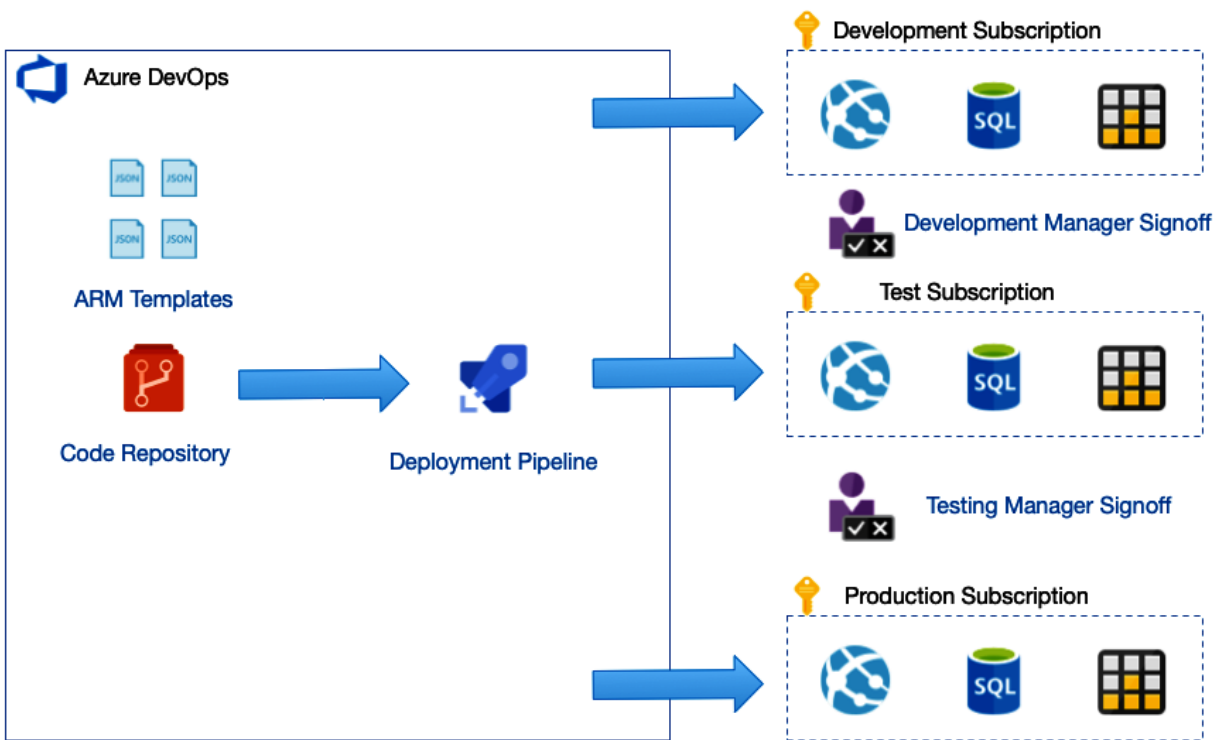 Development Subscription
Azure DevOps
SQL
JSON JSON
Development Manager Signoff
JSON JSON
ARM Templates
Test Subscription
SQL
Code Repository
Deployment Pipeline
Testing Manager Signoff
Production Subscription
SQL